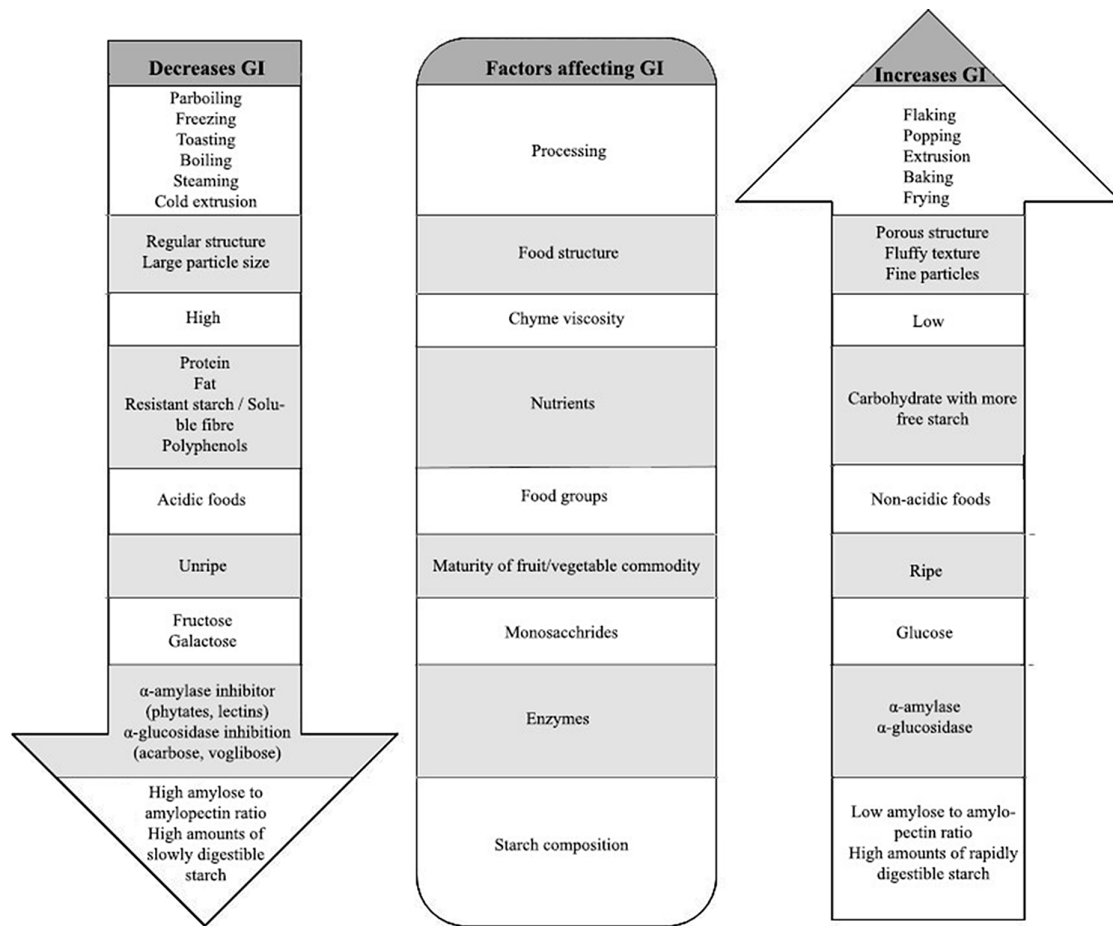 Decreases GI
Factors affecting GI
Increases GI
Parboiling
Freezing
Toasting
Boiling
Steaming
Cold extrusion
Processing
Flaking
Popping
Extrusion
Baking
Frying
Regular structure
Large particle size
Food structure
Porous structure
Fluffy texture
Fine particles
High
Chyme viscosity
Low
Protein
Fat
Resistant starch / Solu-
ble fibre
Polyphenols
Nutrients
Carbohydrate with more
free starch
Acidic foods
Food groups
Non-acidic foods
Unripe
Maturity of fruit/vegetable commodity
Ripe
Fructose
Galactose
Monosacchrides
Glucose
α-amylase inhibitor
(phytates, lectins)
α-glucosidase inhibition
(acarbose, voglibose)
Enzymes
α-amylase
α-glucosidase
High amylose to
amylopectin ratio
High amounts of
slowly digestible
starch
Starch composition
Low amylose to amylo-
pectin ratio
High amounts of rapidly
digestible starch